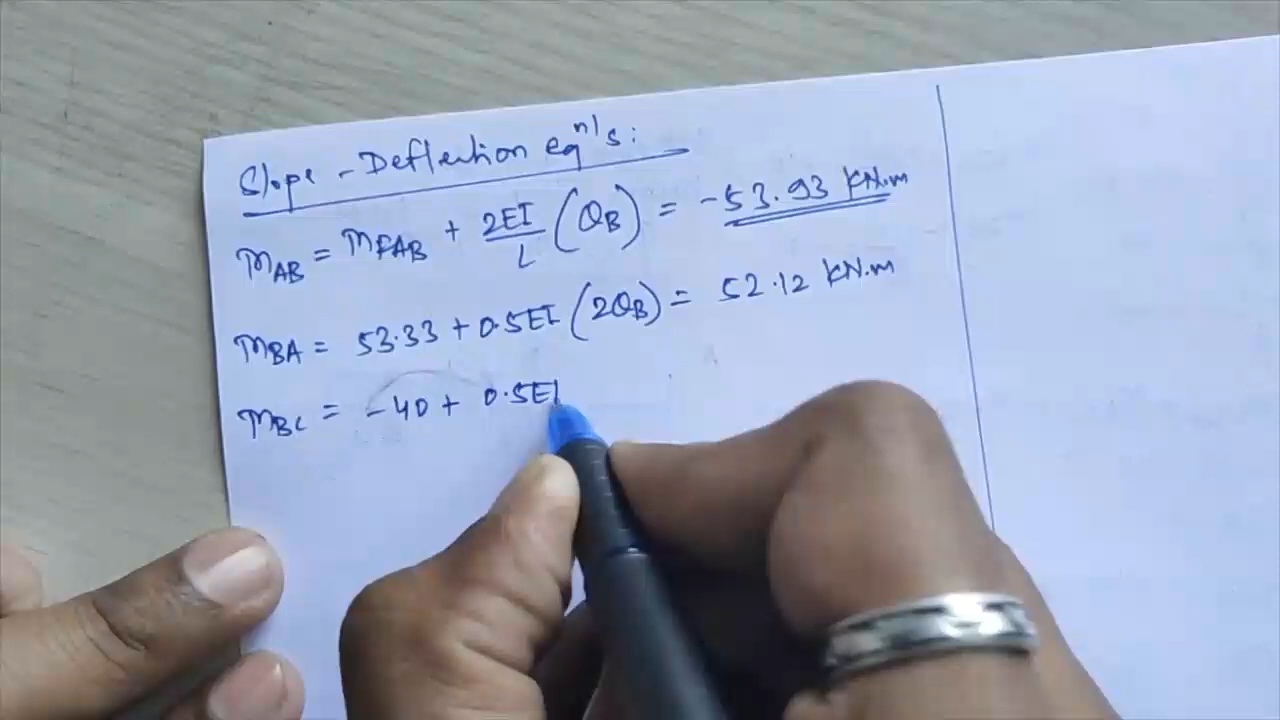 Slope - Deflection eqⁿ's:
MAB = MFAB + 2EI/L (θB) = -53.93 KN.m
MBA = 53.33 + 0.5EI (2θB) = 52.12 KN.m
MBC = -40 + 0.5EI